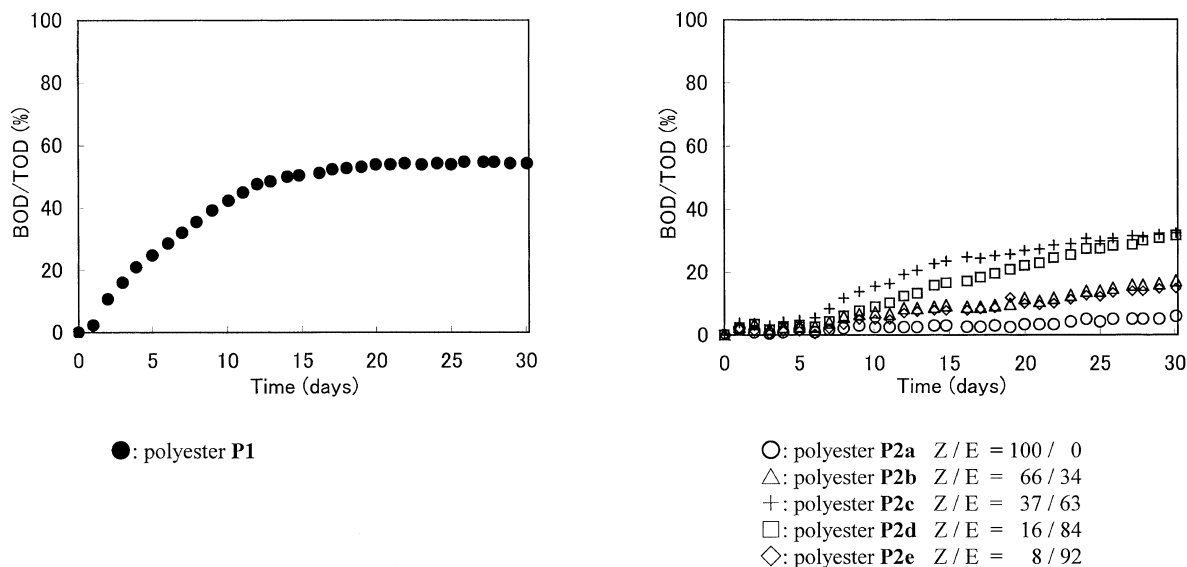 100
80
60
40
20
0
BOD/TOD (%)
0 5 10 15 20 25 30
Time (days)
●: polyester P1
100
80
60
40
20
0
BOD/TOD (%)
0 5 10 15 20 25 30
Time (days)
○: polyester P2a Z / E = 100 / 0
△: polyester P2b Z / E = 66 / 34
+: polyester P2c Z / E = 37 / 63
□: polyester P2d Z / E = 16 / 84
◇: polyester P2e Z / E = 8 / 92